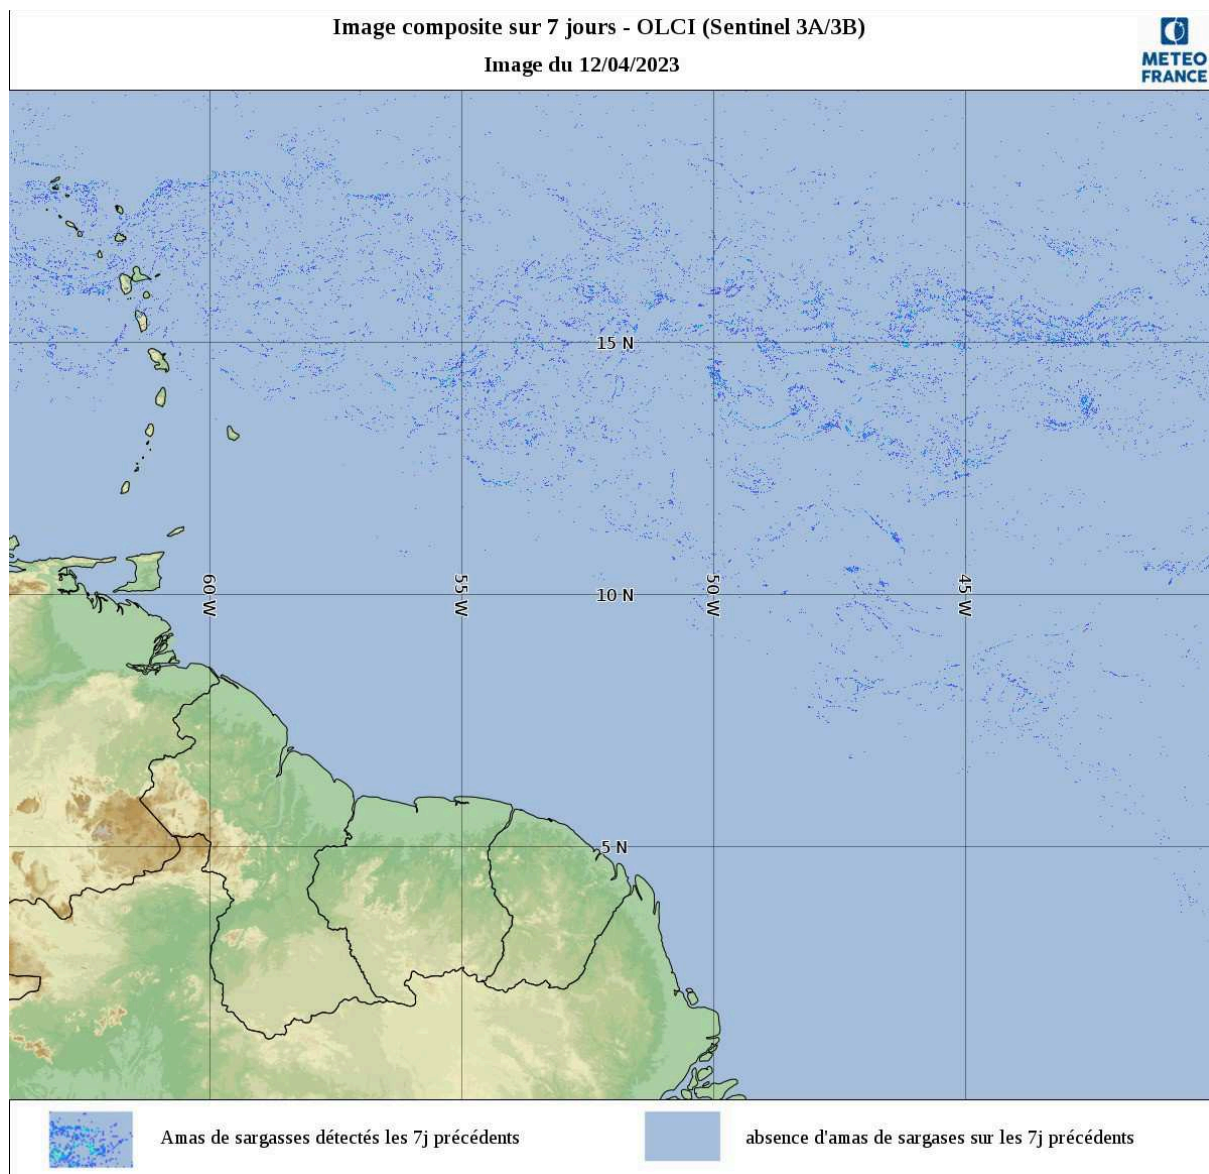 Image composite sur 7 jours - OLCI (Sentinel 3A/3B)
Image du 12/04/2023
METEO
FRANCE
15 N
60 W
55 W
10 N
50 W
45 W
5 N
Amas de sargasses détectés les 7j précédents
absence d'amas de sargases sur les 7j précédents